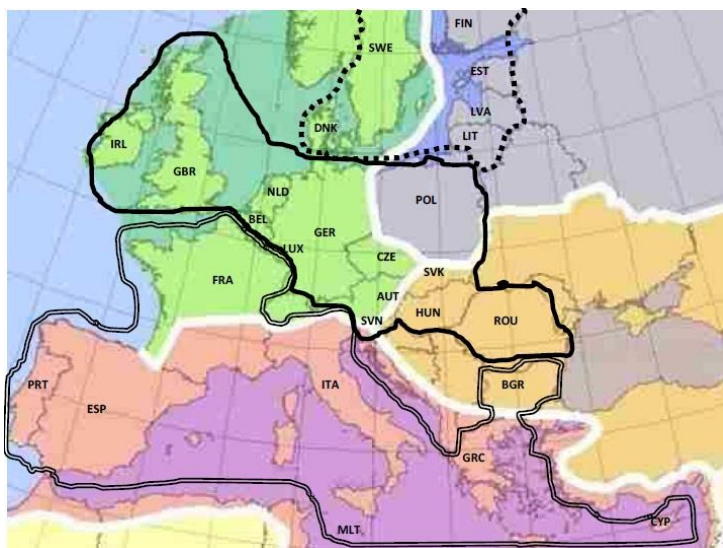 FIN
SWE
EST
LVA
DNK
LIT
IRL
GBR
NLD
POL
BEL
GER
LUX
CZE
SVK
FRA
AUT
HUN
SVN
ROU
PRT
ITA
BGR
ESP
GRC
CYP
MLT